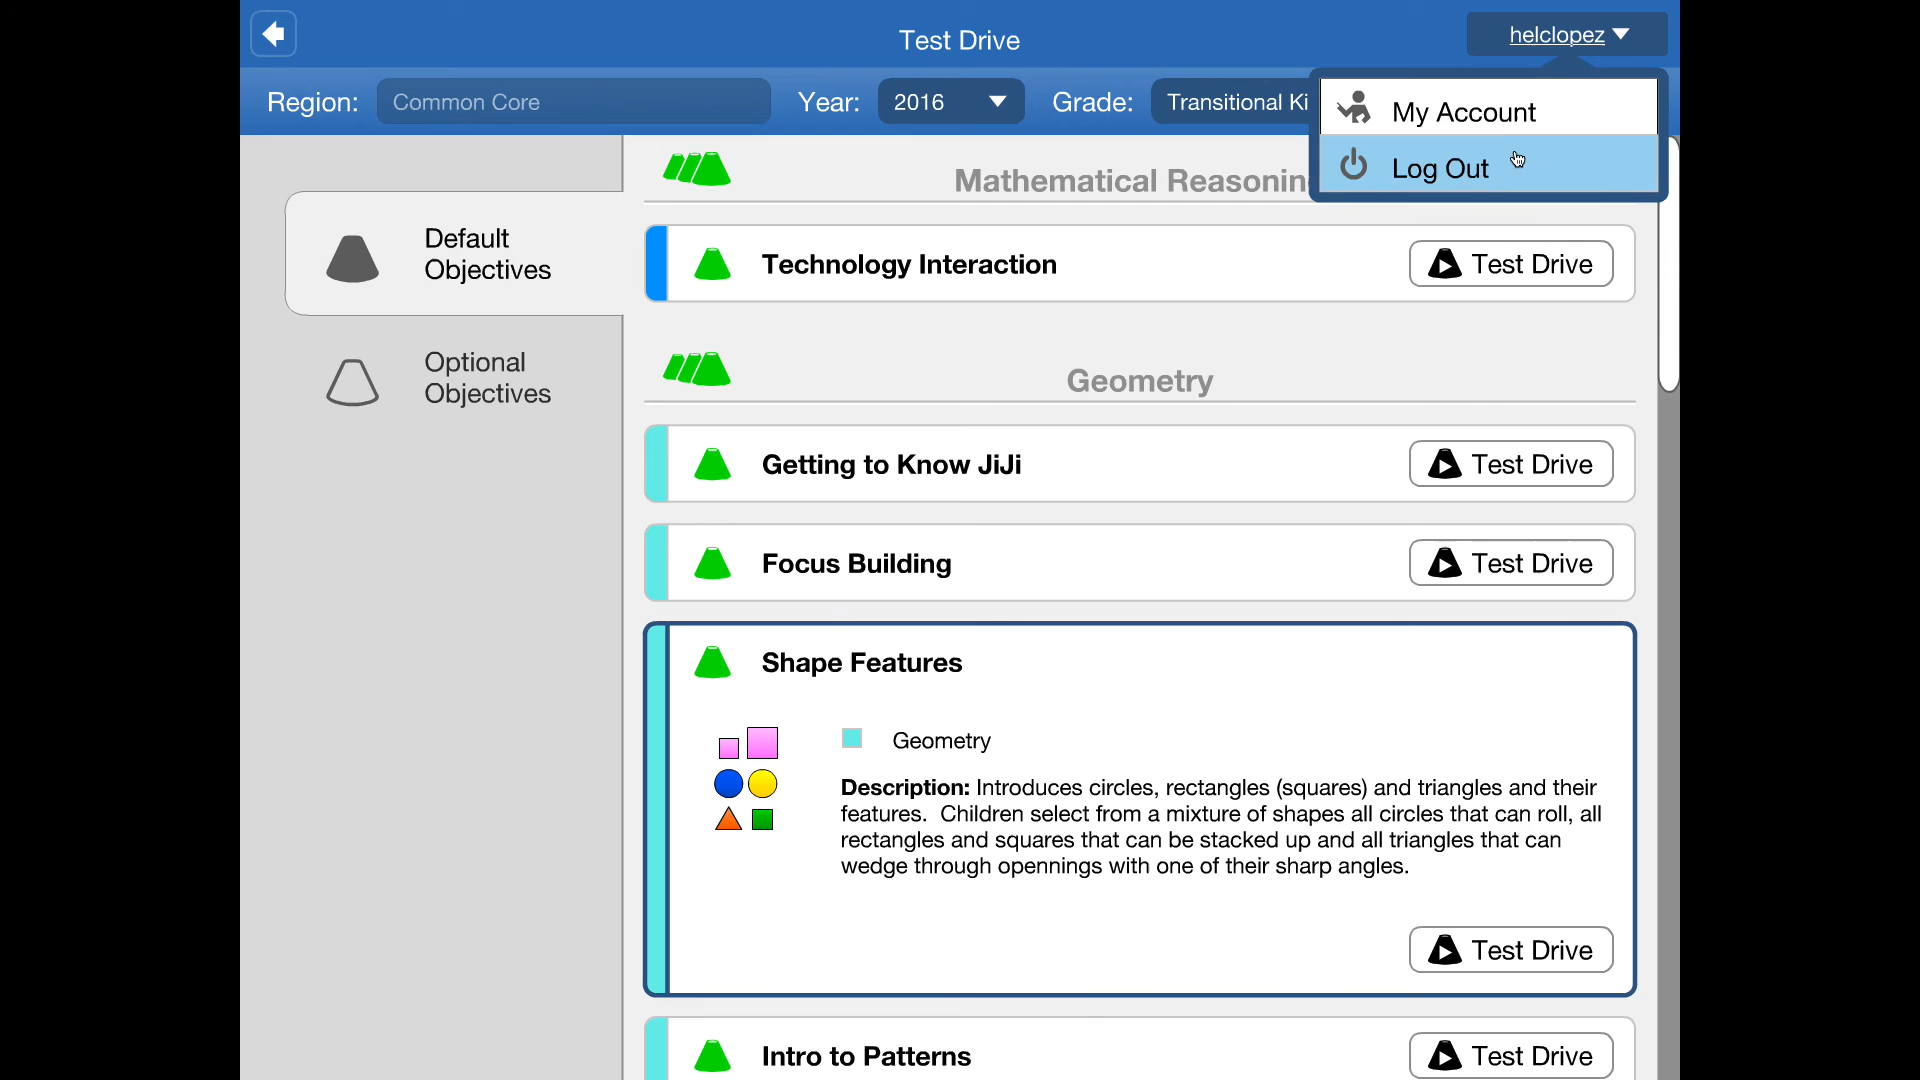 Test Drive
helclopez
Region:
Common Core
Year:
2016
Grade:
Transitional Ki
My Account
Log Out
Default
Objectives
Optional
Objectives
Mathematical Reasonin
Technology Interaction
Test Drive
Geometry
Getting to Know JiJi
Test Drive
Focus Building
Test Drive
Shape Features
Geometry
Description: Introduces circles, rectangles (squares) and triangles and their
features.  Children select from a mixture of shapes all circles that can roll, all
rectangles and squares that can be stacked up and all triangles that can
wedge through opennings with one of their sharp angles.
Test Drive
Intro to Patterns
Test Drive